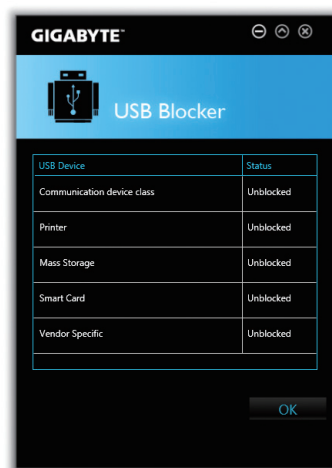 GIGABYTE™
USB Blocker
USB Device Status
Communication device class Unblocked
Printer Unblocked
Mass Storage Unblocked
Smart Card Unblocked
Vendor Specific Unblocked
OK